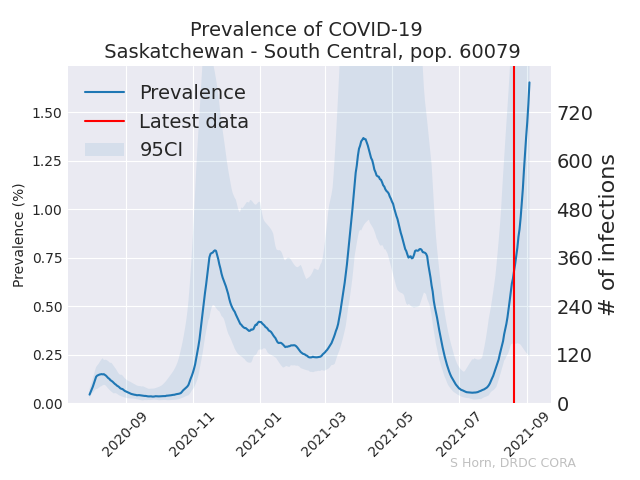 Prevalence of COVID-19
Saskatchewan - South Central, pop. 60079
Prevalence
Latest data
95CI
Prevalence (%)
1.50
1.25
1.00
0.75
0.50
0.25
0.00
720
600
480
360
240
120
0
# of infections
2020-09
2020-11
2021-01
2021-03
2021-05
2021-07
2021-09
S Horn, DRDC CORA